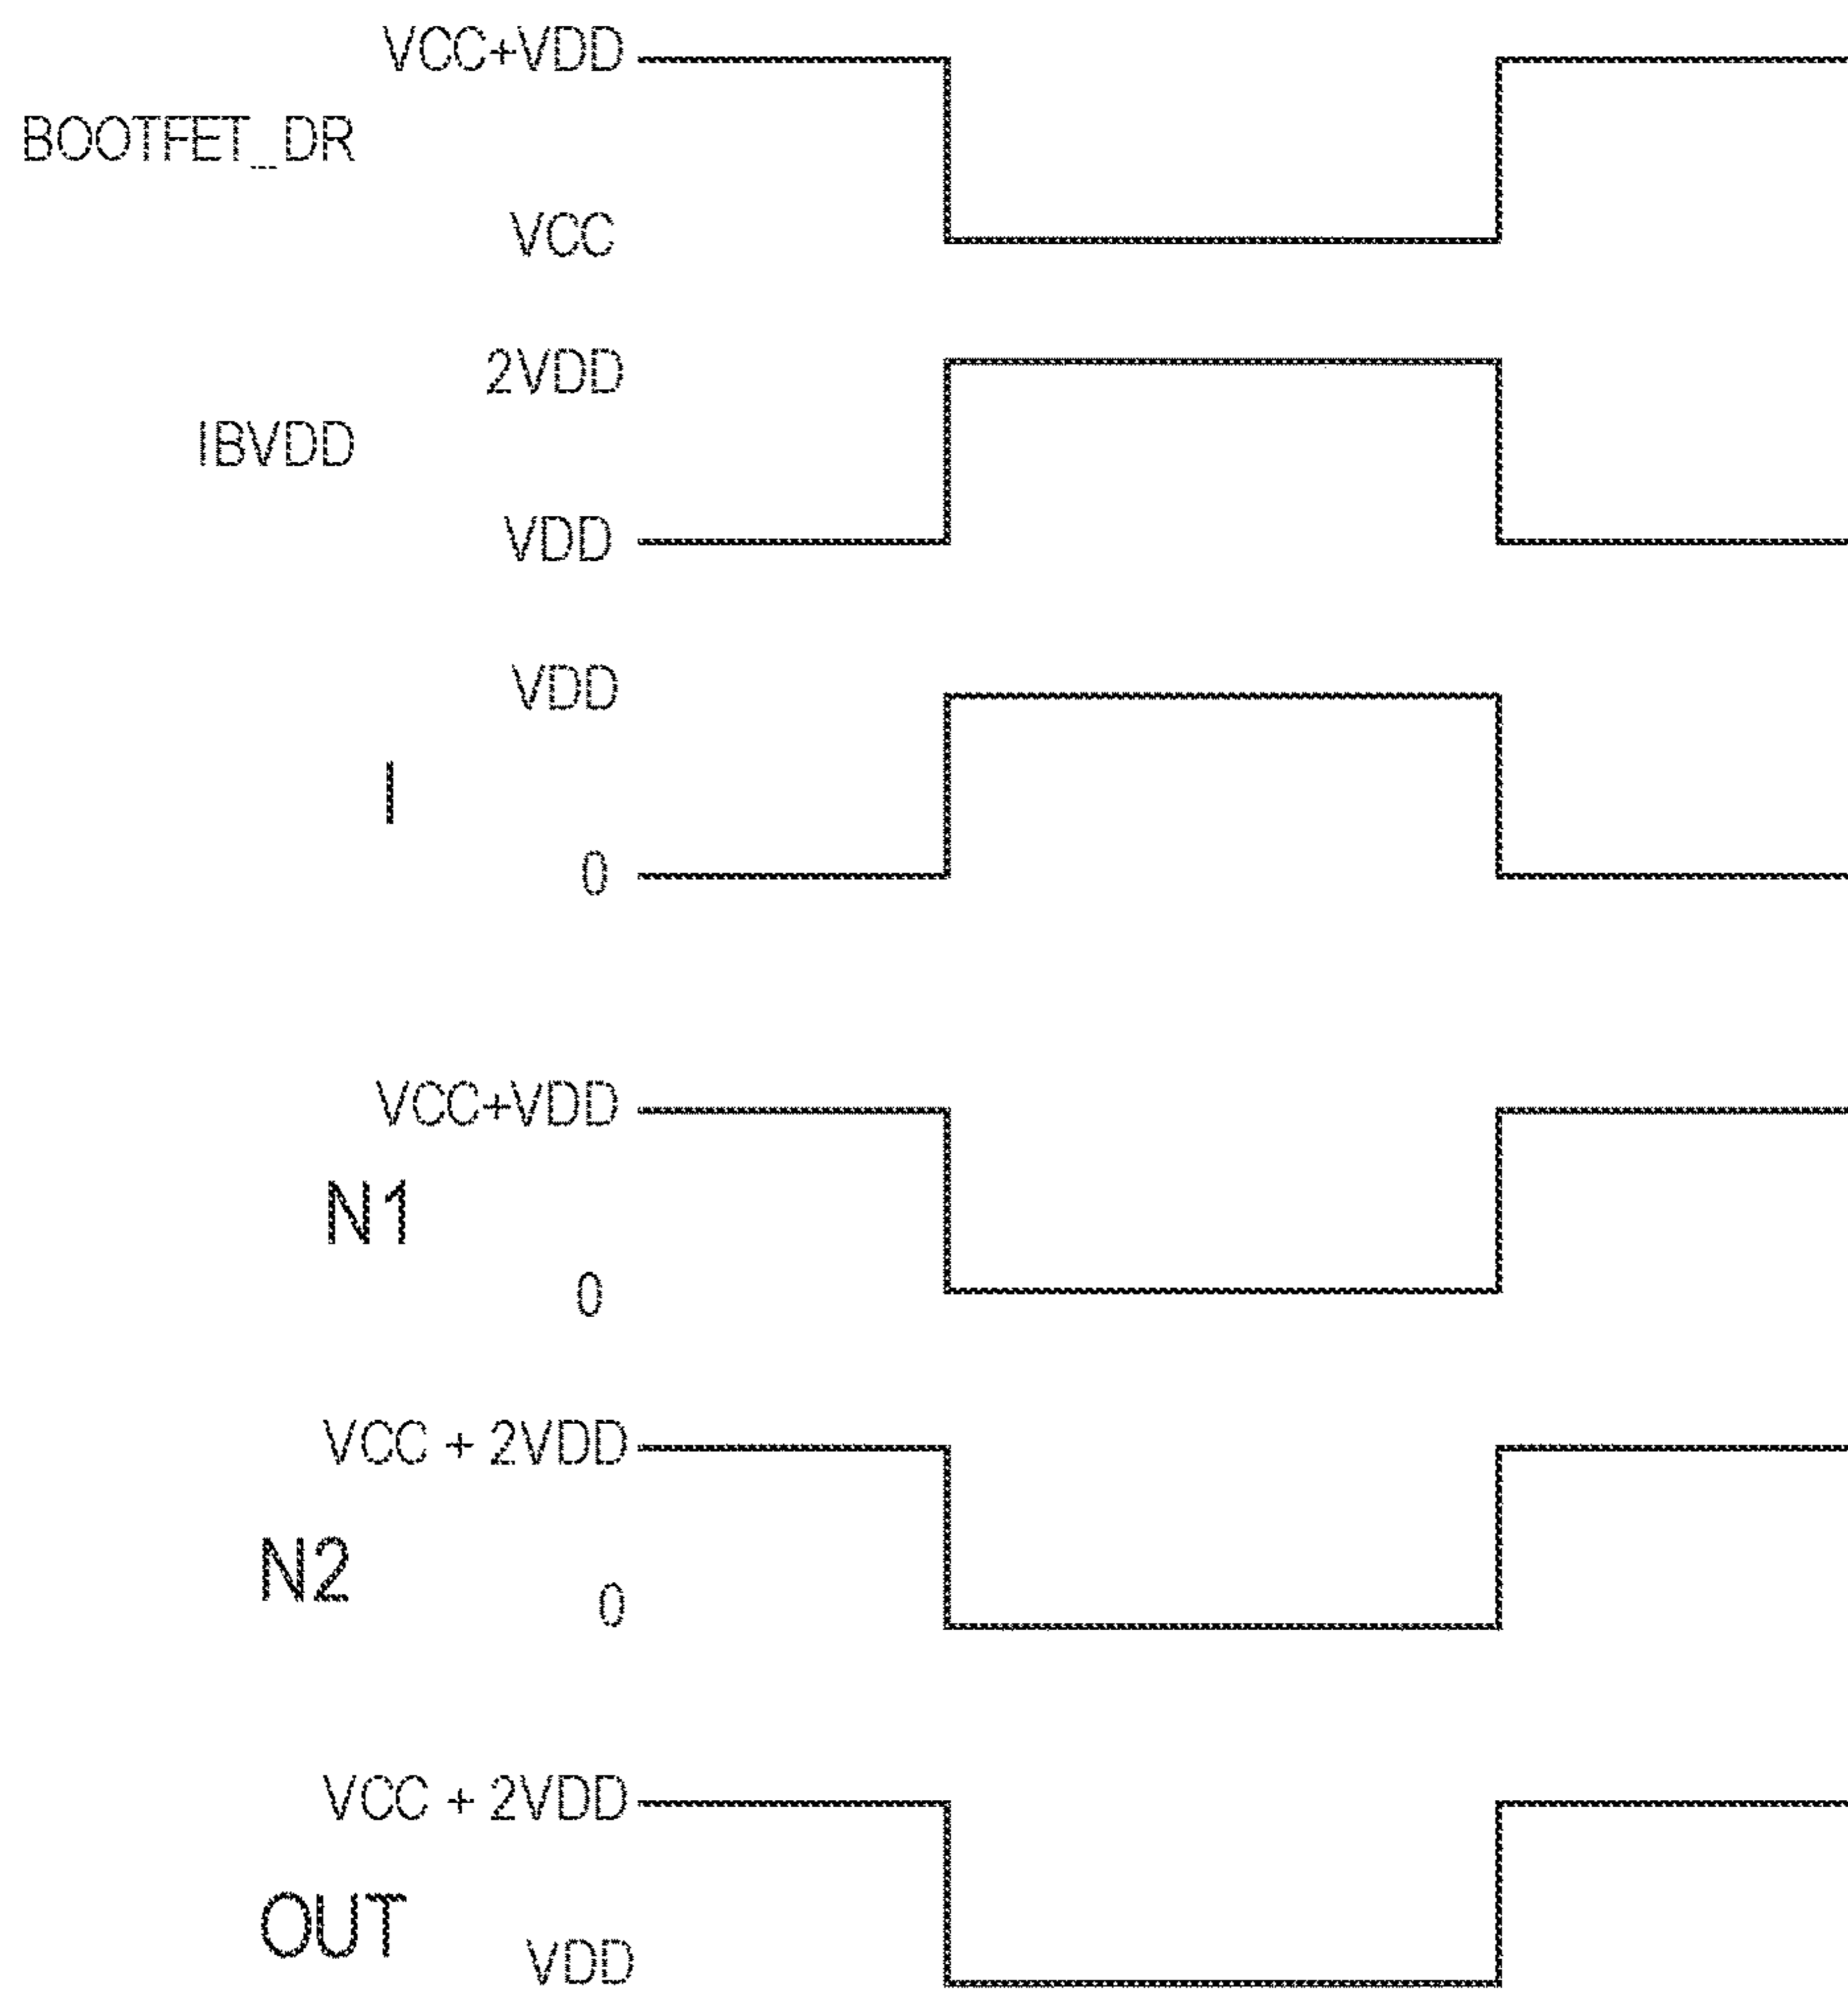 VCC+VDD
BOOTFET_DR
VCC
2VDD
IBVDD
VDD
VDD
I
0
VCC+VDD
N1
0
VCC + 2VDD
N2
0
VCC + 2VDD
OUT
VDD